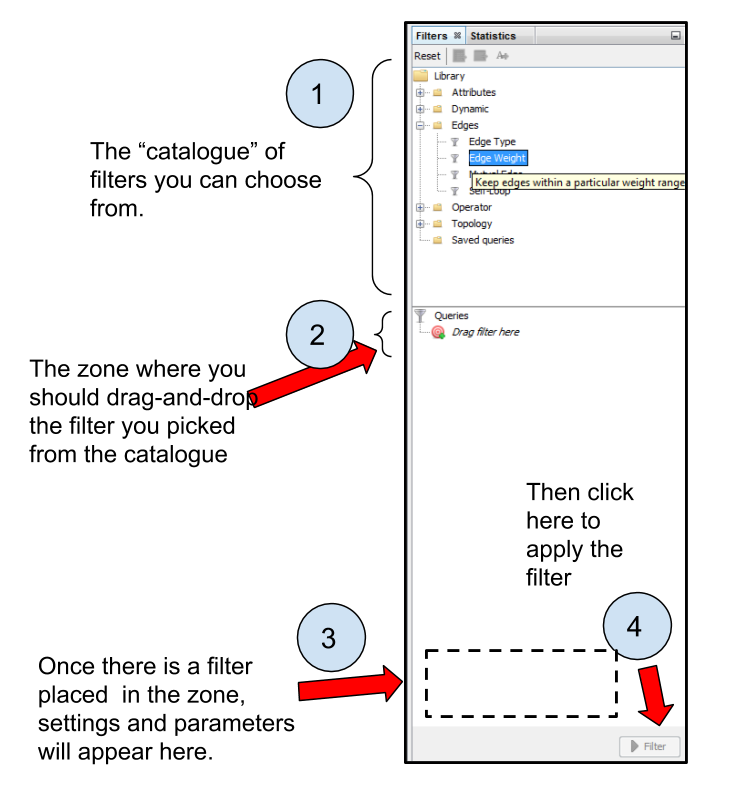 Filters Statistics
Reset
Library
Attributes
Dynamic
Edges
Edge Type
Edge Weight
Mutual Edge
Keep edges within a particular weight range
Self-Loop
Operator
Topology
Saved queries
1
The “catalogue” of
filters you can choose
from.
Queries
Drag filter here
2
The zone where you
should drag-and-drop
the filter you picked
from the catalogue
Then click
here to
apply the
filter
3
4
Once there is a filter
placed in the zone,
settings and parameters
will appear here.
Filter